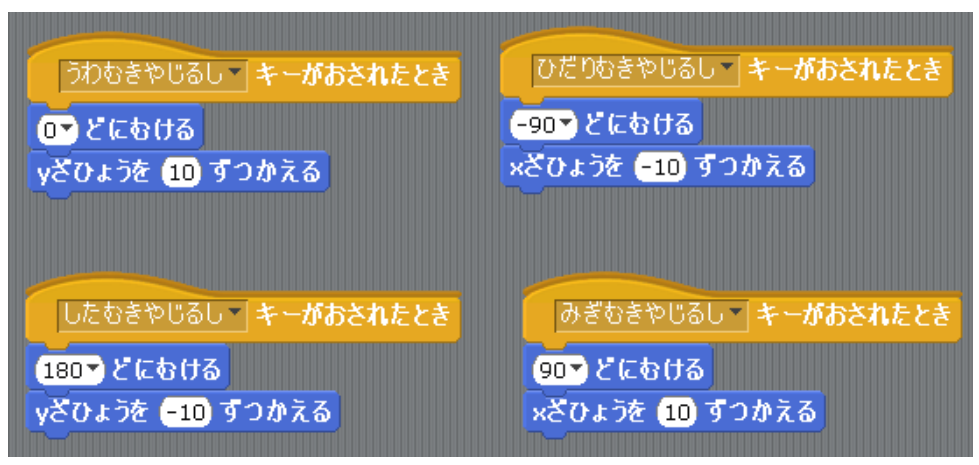 うわむきやじるし キーがおされたとき
0 どにむける
yざひょうを 10 ずつかえる
ひだりむきやじるし キーがおされたとき
-90 どにむける
xざひょうを -10 ずつかえる
したむきやじるし キーがおされたとき
180 どにむける
yざひょうを -10 ずつかえる
みぎむきやじるし キーがおされたとき
90 どにむける
xざひょうを 10 ずつかえる